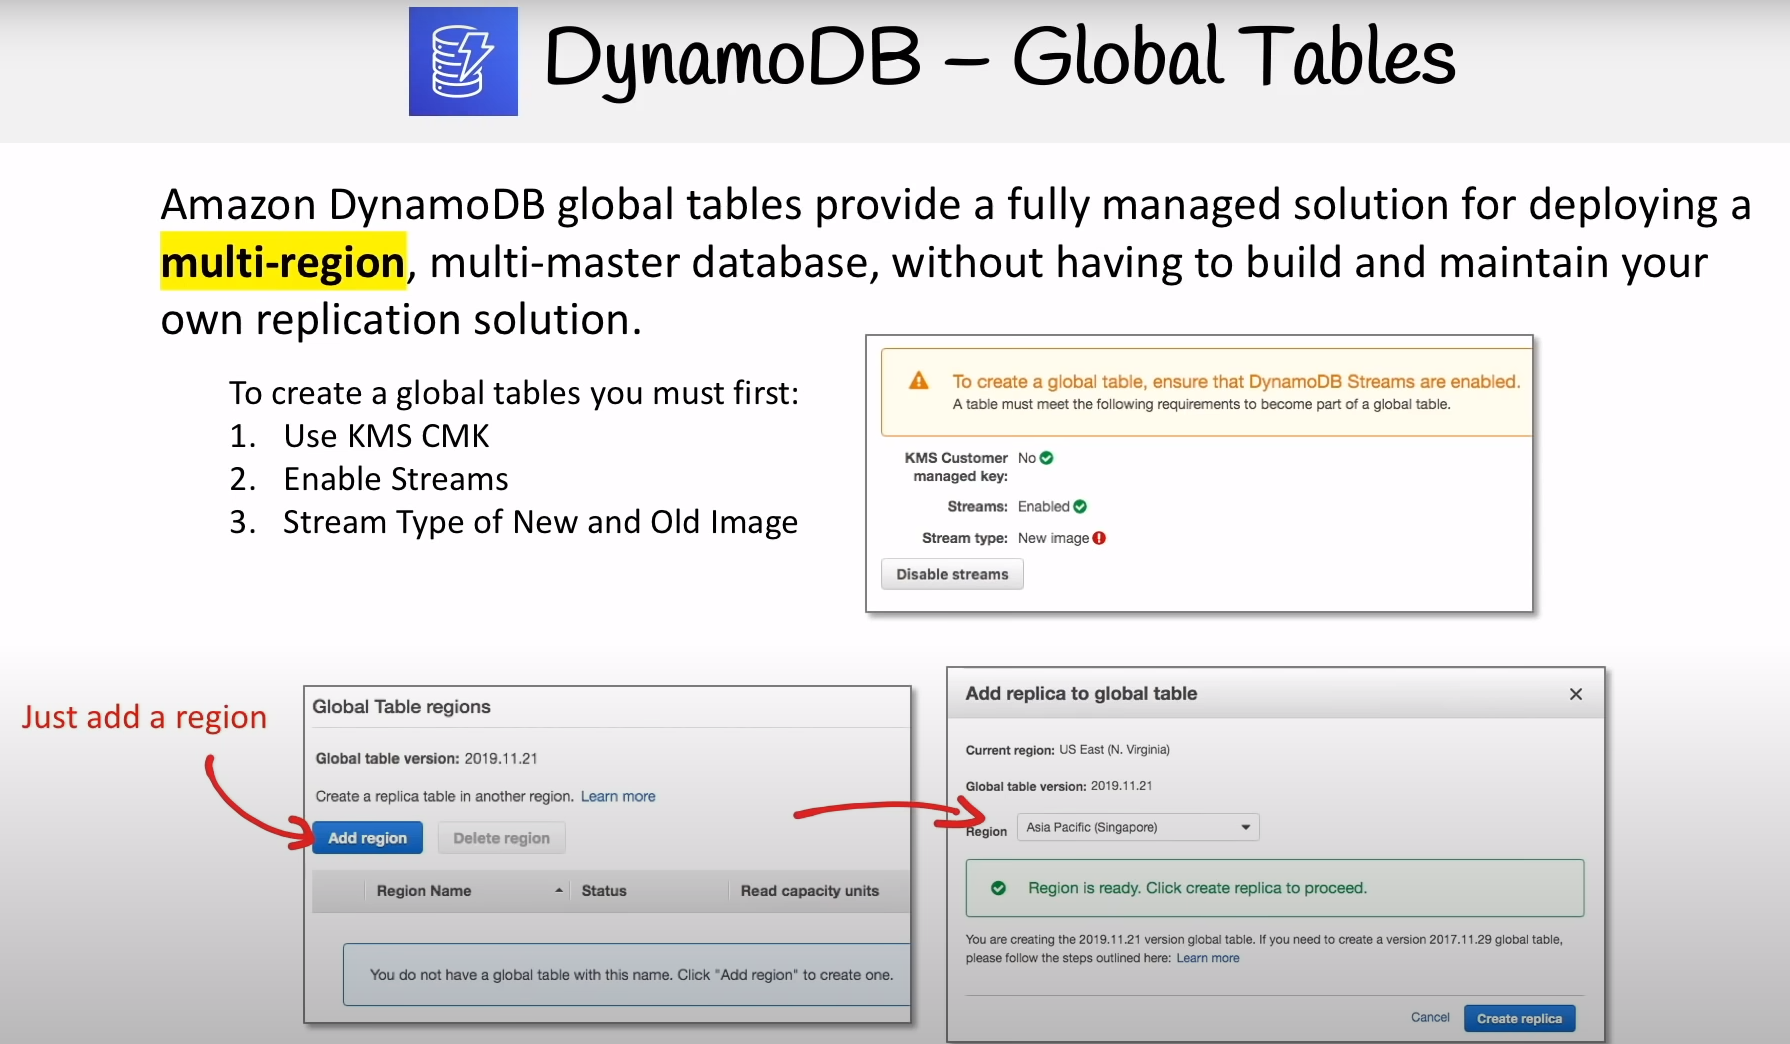 DynamoDB – Global Tables
Amazon DynamoDB global tables provide a fully managed solution for deploying a
multi-region, multi-master database, without having to build and maintain your
own replication solution.
To create a global tables you must first:
1. Use KMS CMK
2. Enable Streams
3. Stream Type of New and Old Image
To create a global table, ensure that DynamoDB Streams are enabled.
A table must meet the following requirements to become part of a global table.
KMS Customer No
managed key:
Streams: Enabled
Stream type: New image
Disable streams
Just add a region
Global Table regions
Global table version: 2019.11.21
Create a replica table in another region. Learn more
Add region Delete region
Region Name Status Read capacity units
You do not have a global table with this name. Click "Add region" to create one.
Add replica to global table
Current region: US East (N. Virginia)
Global table version: 2019.11.21
Region Asia Pacific (Singapore)
Region is ready. Click create replica to proceed.
You are creating the 2019.11.21 version global table. If you need to create a version 2017.11.29 global table,
please follow the steps outlined here: Learn more
Cancel Create replica